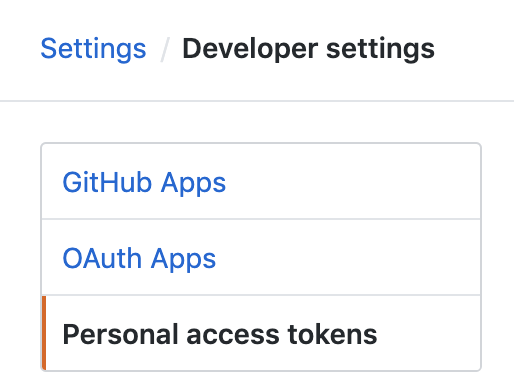 Settings / Developer settings
GitHub Apps
OAuth Apps
Personal access tokens